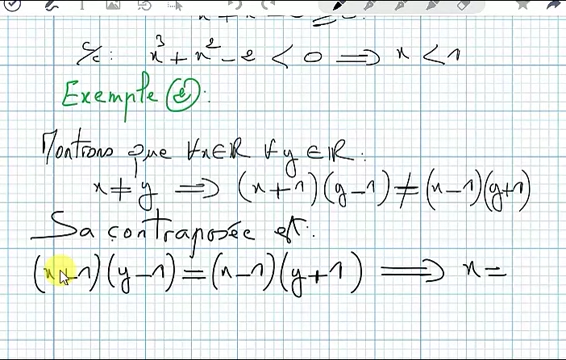 S/c: x³ + x² - 2 < 0 ⟹ x < 1
Exemple ②:
Montrons que ∀x∈ℝ ∀y∈ℝ:
x ≠ y ⟹ (x+1)(y-1) ≠ (x-1)(y+1)
Sa contraposée est:
(x+1)(y-1) = (x-1)(y+1) ⟹ x =